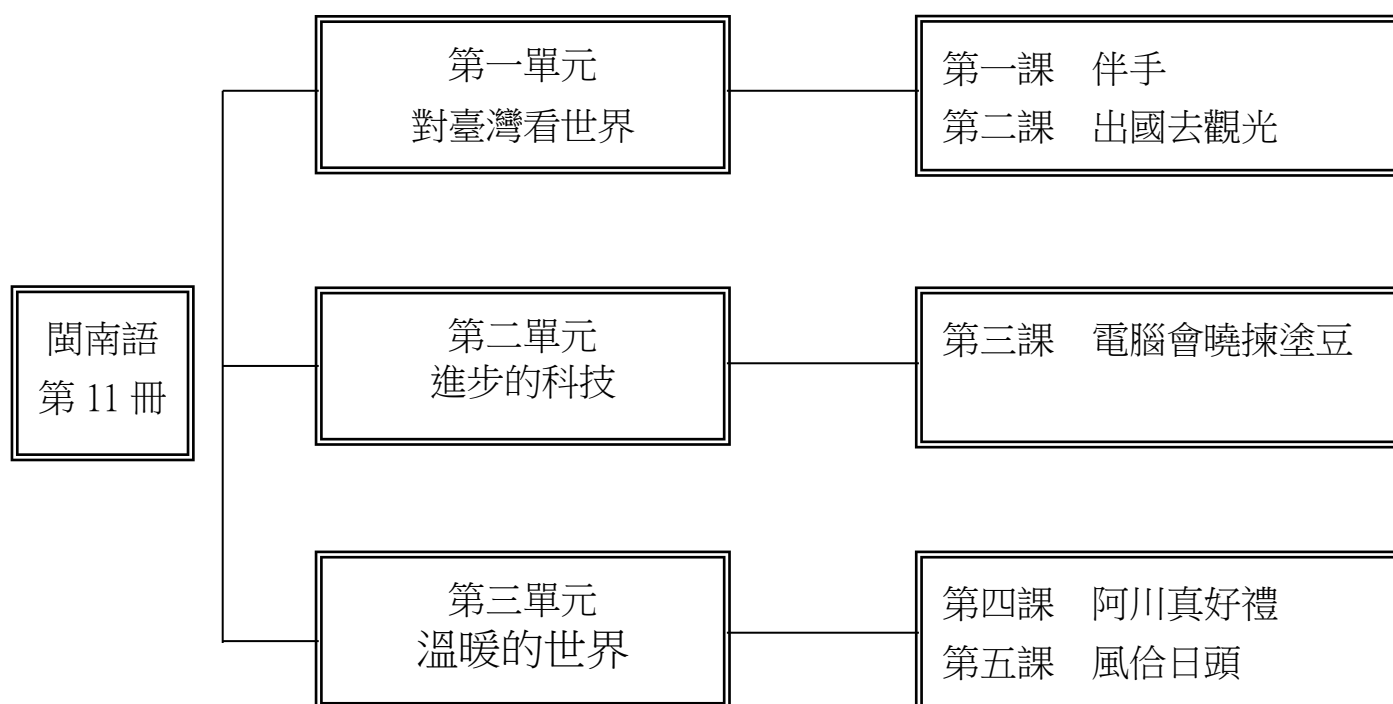 閩南語
第 11 冊
第一單元
對臺灣看世界
第一課　伴手
第二課　出國去觀光
第二單元
進步的科技
第三課　電腦會曉揀塗豆
第三單元
溫暖的世界
第四課　阿川真好禮
第五課　風佮日頭